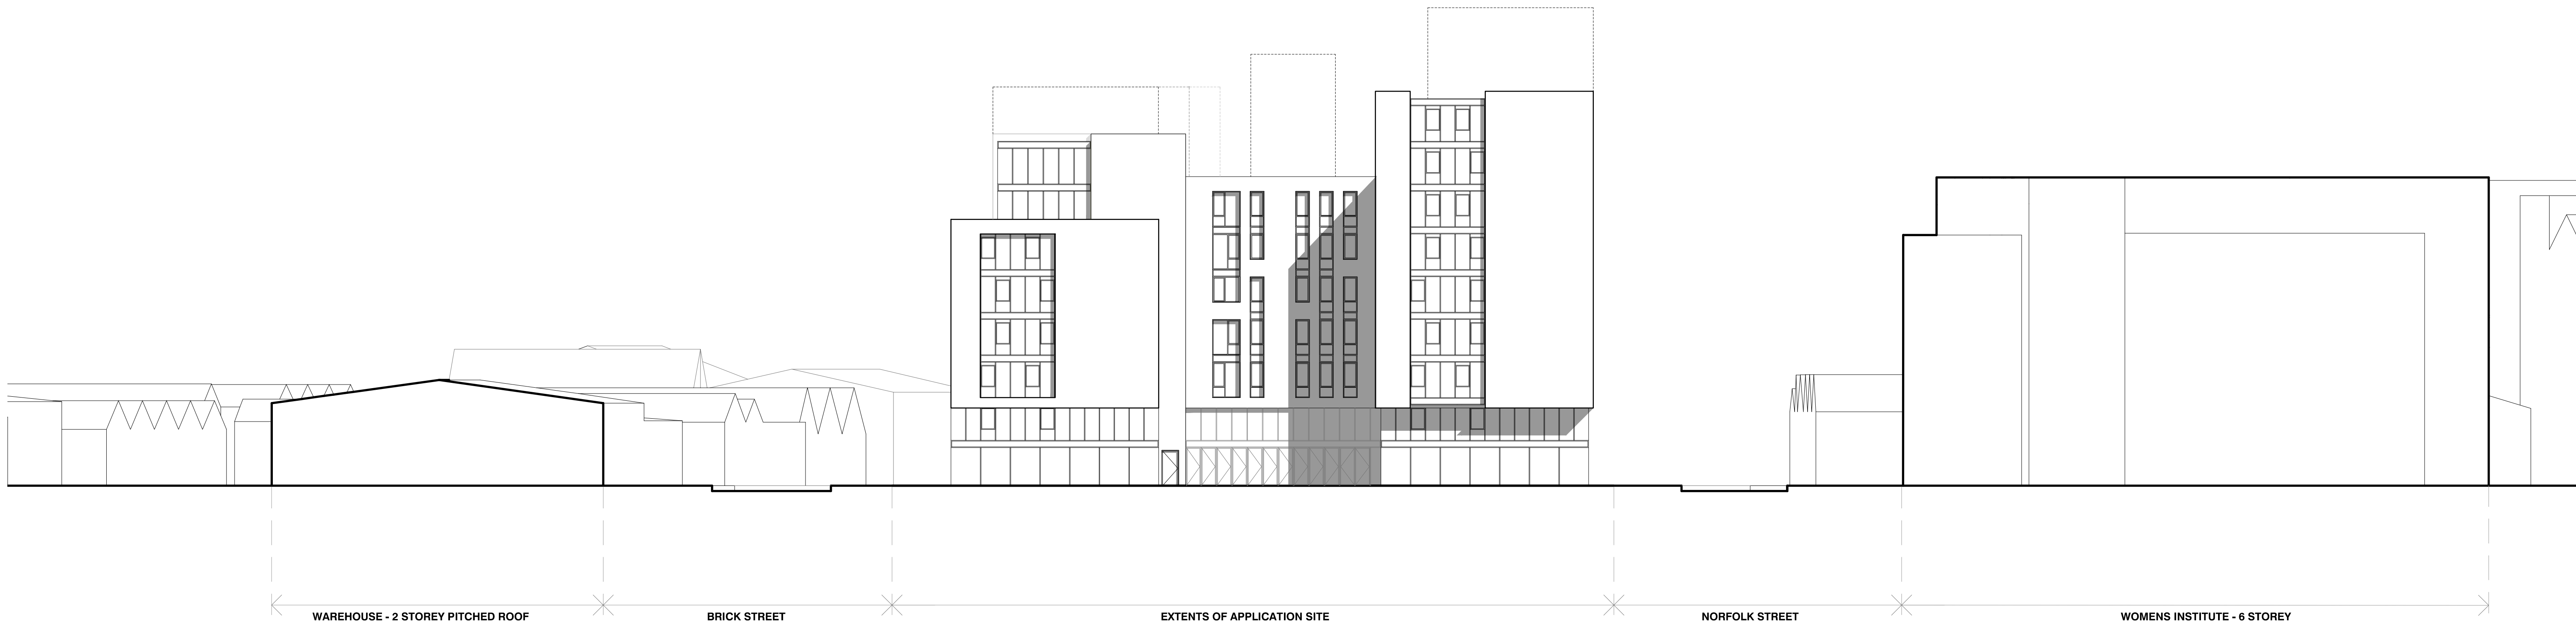 WAREHOUSE - 2 STOREY PITCHED ROOF
BRICK STREET
EXTENTS OF APPLICATION SITE
NORFOLK STREET
WOMENS INSTITUTE - 6 STOREY